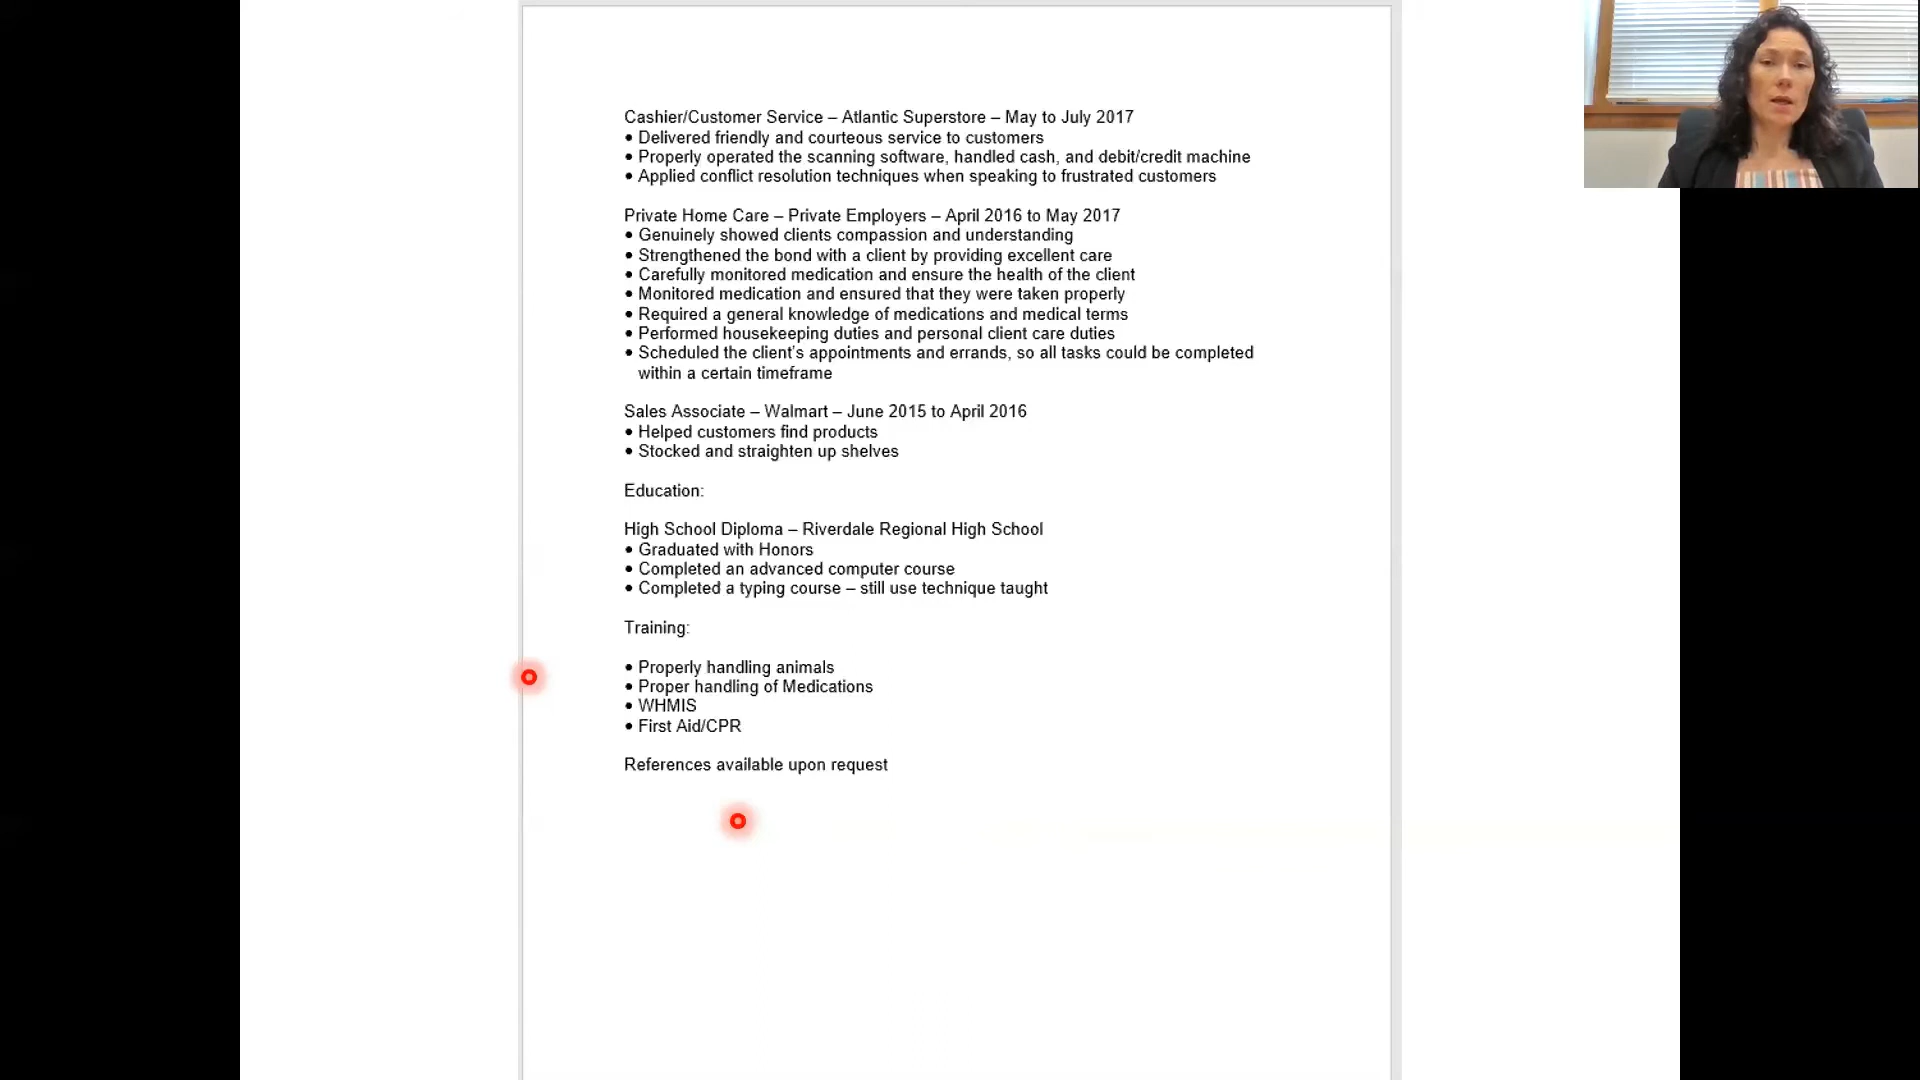 Cashier/Customer Service – Atlantic Superstore – May to July 2017
• Delivered friendly and courteous service to customers
• Properly operated the scanning software, handled cash, and debit/credit machine
• Applied conflict resolution techniques when speaking to frustrated customers
Private Home Care – Private Employers – April 2016 to May 2017
• Genuinely showed clients compassion and understanding
• Strengthened the bond with a client by providing excellent care
• Carefully monitored medication and ensure the health of the client
• Monitored medication and ensured that they were taken properly
• Required a general knowledge of medications and medical terms
• Performed housekeeping duties and personal client care duties
• Scheduled the client's appointments and errands, so all tasks could be completed
within a certain timeframe
Sales Associate – Walmart – June 2015 to April 2016
• Helped customers find products
• Stocked and straighten up shelves
Education:
High School Diploma – Riverdale Regional High School
• Graduated with Honors
• Completed an advanced computer course
• Completed a typing course – still use technique taught
Training:
• Properly handling animals
• Proper handling of Medications
• WHMIS
• First Aid/CPR
References available upon request